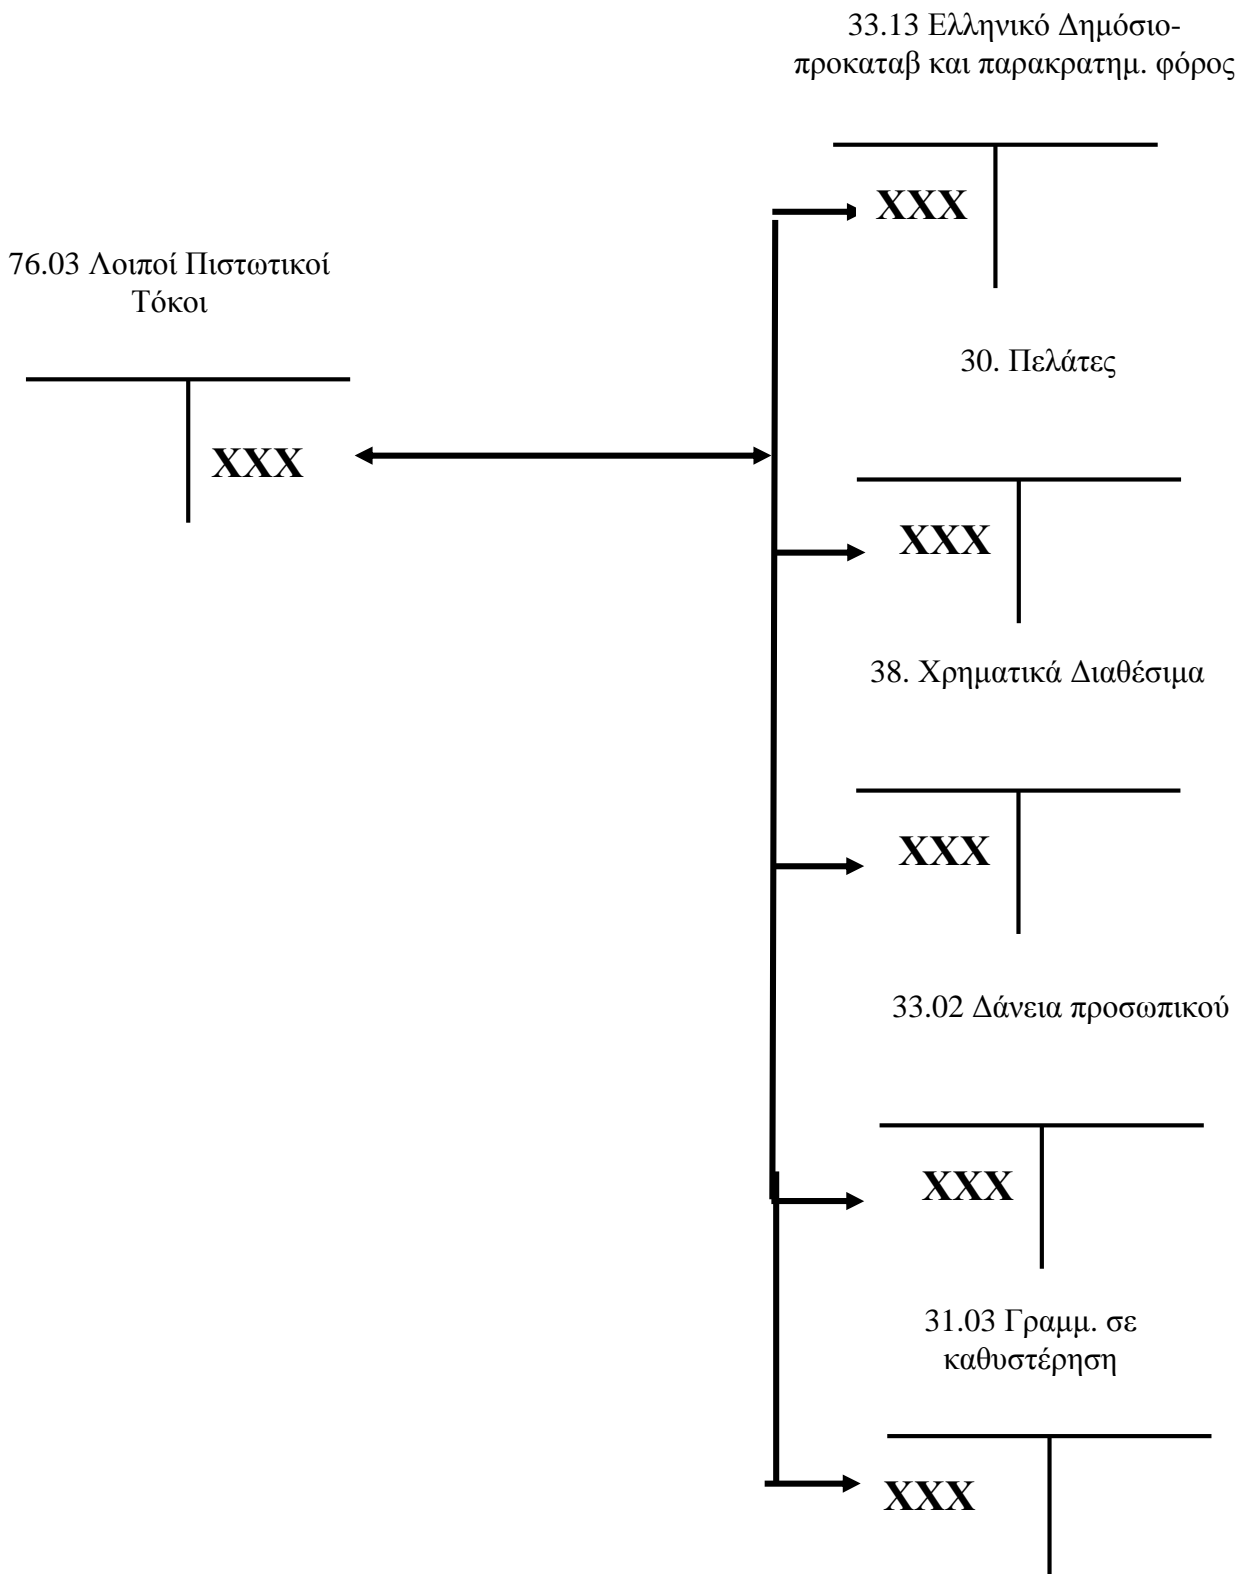 33.13 Ελληνικό Δημόσιο-
προκαταβ και παρακρατημ. φόρος
XXX
76.03 Λοιποί Πιστωτικοί
Τόκοι
XXX
30. Πελάτες
XXX
38. Χρηματικά Διαθέσιμα
XXX
33.02 Δάνεια προσωπικού
XXX
31.03 Γραμμ. σε
καθυστέρηση
XXX